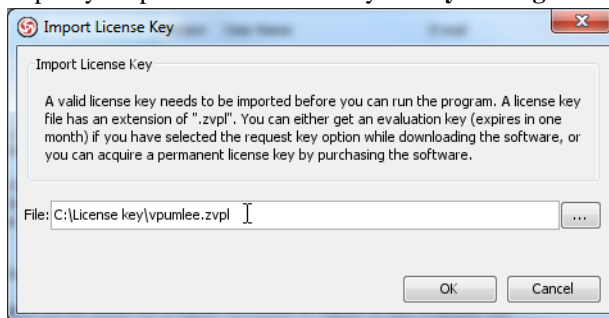 Import License Key
Import License Key
A valid license key needs to be imported before you can run the program. A license key
file has an extension of ".zvpl". You can either get an evaluation key (expires in one
month) if you have selected the request key option while downloading the software, or
you can acquire a permanent license key by purchasing the software.
File: C:\License key\vpumlee.zvpl
...
OK Cancel